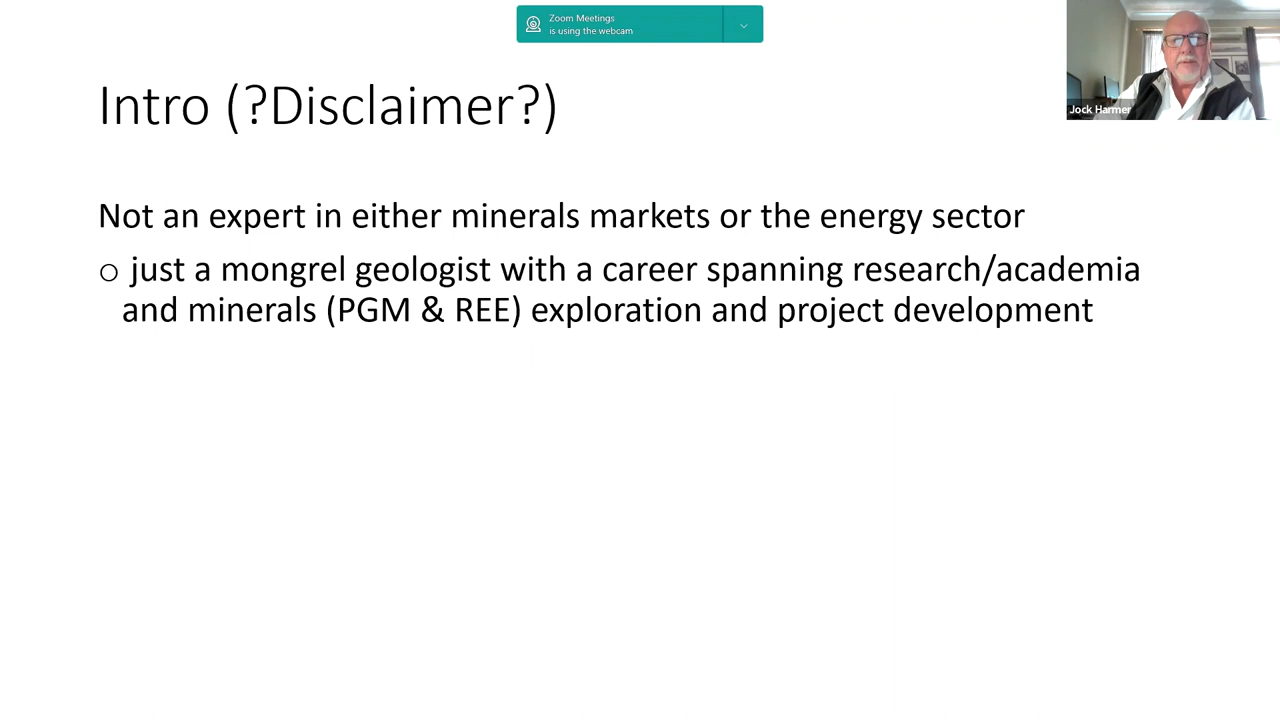 Zoom Meetings
is using the webcam
Jock Harmer
Intro (?Disclaimer?)
Not an expert in either minerals markets or the energy sector
o just a mongrel geologist with a career spanning research/academia
and minerals (PGM & REE) exploration and project development